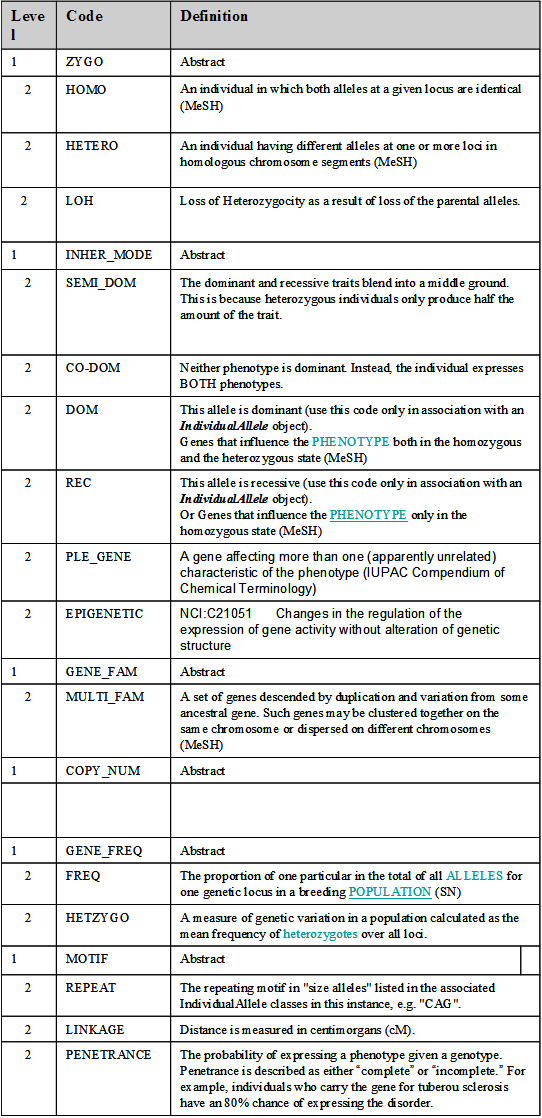 Leve
l
Code
Definition
1 ZYGO Abstract
2 HOMO An individual in which both alleles at a given locus are identical
(MeSH)
2 HETERO An individual having different alleles at one or more loci in
homologous chromosome segments (MeSH)
2 LOH Loss of Heterozygocity as a result of loss of the parental alleles.
1 INHER_MODE Abstract
2 SEMI_DOM The dominant and recessive traits blend into a middle ground.
This is because heterozygous individuals only produce half the
amount of the trait.
2 CO-DOM Neither phenotype is dominant. Instead, the individual expresses
BOTH phenotypes.
2 DOM This allele is dominant (use this code only in association with an
IndividualAllele object).
Genes that influence the PHENOTYPE both in the homozygous
and the heterozygous state (MeSH)
2 REC This allele is recessive (use this code only in association with an
IndividualAllele object).
Or Genes that influence the PHENOTYPE only in the
homozygous state (MeSH)
2 PLE_GENE A gene affecting more than one (apparently unrelated)
characteristic of the phenotype (IUPAC Compendium of
Chemical Terminology)
2 EPIGENETIC NCI:C21051 Changes in the regulation of the
expression of gene activity without alteration of genetic
structure
1 GENE_FAM Abstract
2 MULTI_FAM A set of genes descended by duplication and variation from some
ancestral gene. Such genes may be clustered together on the
same chromosome or dispersed on different chromosomes
(MeSH)
1 COPY_NUM Abstract
1 GENE_FREQ Abstract
2 FREQ The proportion of one particular in the total of all ALLELES for
one genetic locus in a breeding POPULATION (SN)
2 HETZYGO A measure of genetic variation in a population calculated as the
mean frequency of heterozygotes over all loci.
1 MOTIF Abstract
2 REPEAT The repeating motif in "size alleles" listed in the associated
IndividualAllele classes in this instance, e.g. "CAG".
2 LINKAGE Distance is measured in centimorgans (cM).
2 PENETRANCE The probability of expressing a phenotype given a genotype.
Penetrance is described as either “complete” or “incomplete.” For
example, individuals who carry the gene for tuberou sclerosis
have an 80% chance of expressing the disorder.